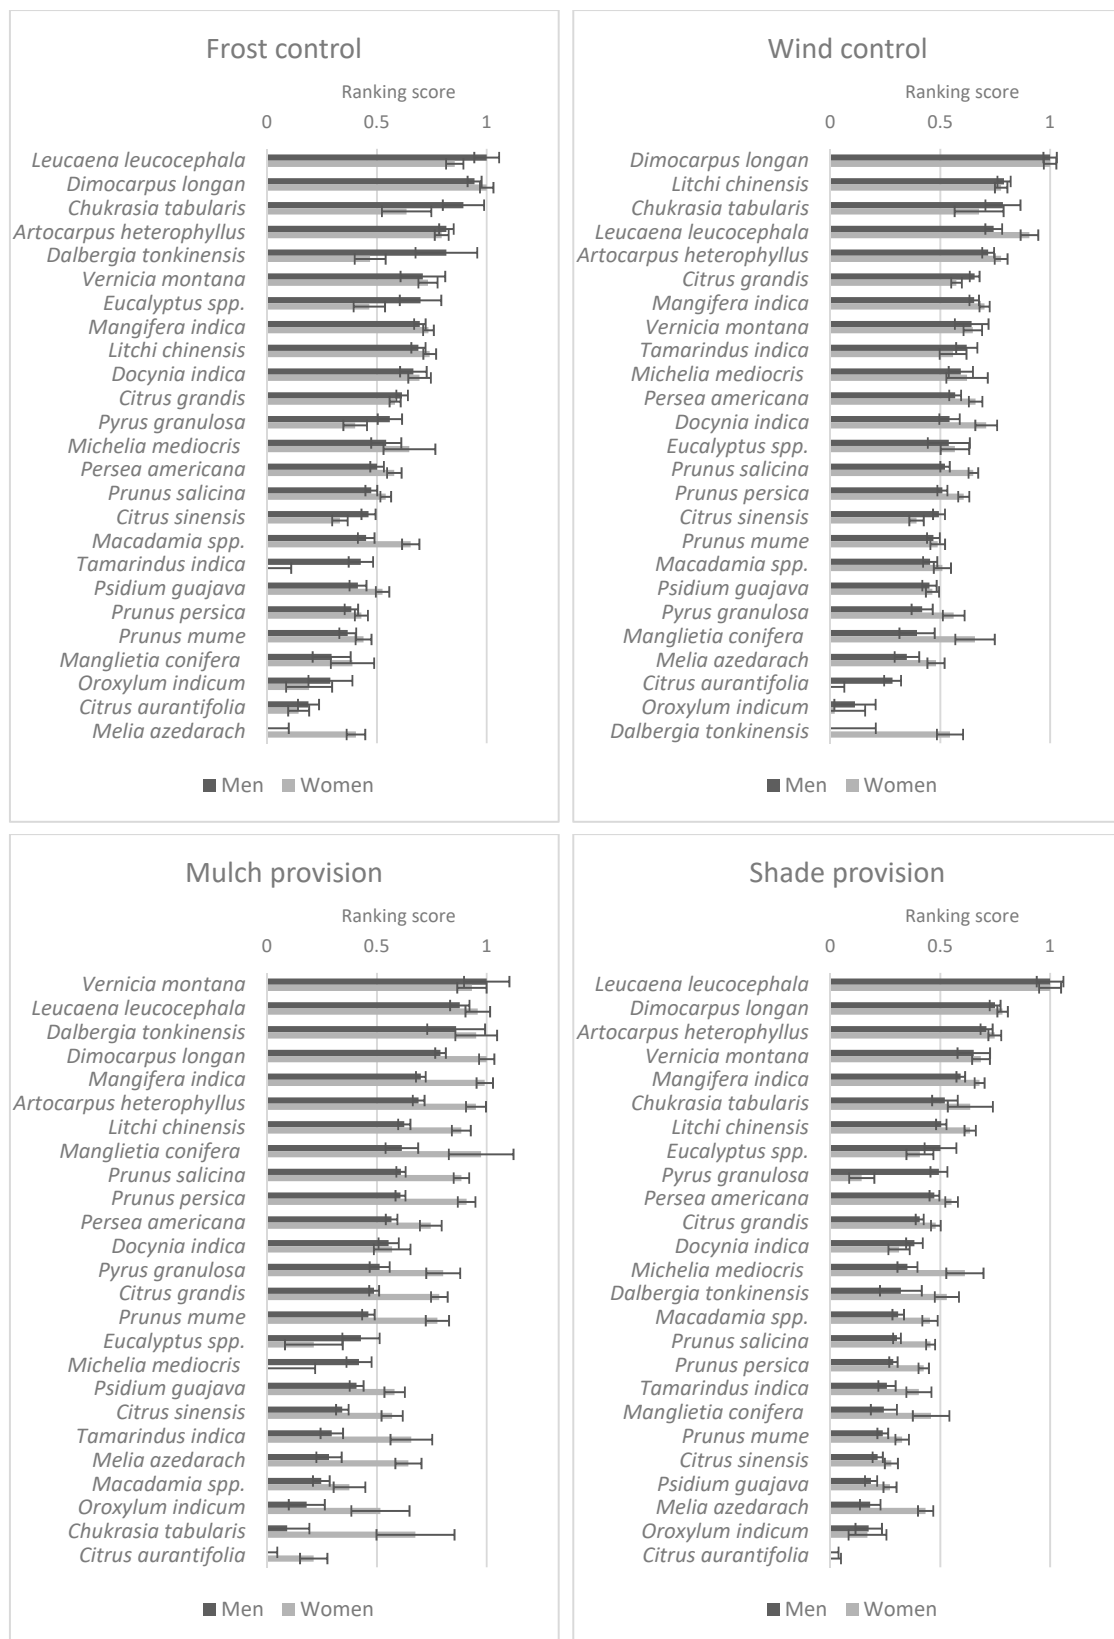 Frost control
Ranking score
0 0.5 1
Leucaena leucocephala
Dimocarpus longan
Chukrasia tabularis
Artocarpus heterophyllus
Dalbergia tonkinensis
Vernicia montana
Eucalyptus spp.
Mangifera indica
Litchi chinensis
Docynia indica
Citrus grandis
Pyrus granulosa
Michelia mediocris
Persea americana
Prunus salicina
Citrus sinensis
Macadamia spp.
Tamarindus indica
Psidium guajava
Prunus persica
Prunus mume
Manglietia conifera
Oroxylum indicum
Citrus aurantifolia
Melia azedarach
Men Women
Wind control
Ranking score
0 0.5 1
Dimocarpus longan
Litchi chinensis
Chukrasia tabularis
Leucaena leucocephala
Artocarpus heterophyllus
Citrus grandis
Mangifera indica
Vernicia montana
Tamarindus indica
Michelia mediocris
Persea americana
Docynia indica
Eucalyptus spp.
Prunus salicina
Prunus persica
Citrus sinensis
Prunus mume
Macadamia spp.
Psidium guajava
Pyrus granulosa
Manglietia conifera
Melia azedarach
Citrus aurantifolia
Oroxylum indicum
Dalbergia tonkinensis
Men Women
Mulch provision
Ranking score
0 0.5 1
Vernicia montana
Leucaena leucocephala
Dalbergia tonkinensis
Dimocarpus longan
Mangifera indica
Artocarpus heterophyllus
Litchi chinensis
Manglietia conifera
Prunus salicina
Prunus persica
Persea americana
Docynia indica
Pyrus granulosa
Citrus grandis
Prunus mume
Eucalyptus spp.
Michelia mediocris
Psidium guajava
Citrus sinensis
Tamarindus indica
Melia azedarach
Macadamia spp.
Oroxylum indicum
Chukrasia tabularis
Citrus aurantifolia
Men Women
Shade provision
Ranking score
0 0.5 1
Leucaena leucocephala
Dimocarpus longan
Artocarpus heterophyllus
Vernicia montana
Mangifera indica
Chukrasia tabularis
Litchi chinensis
Eucalyptus spp.
Pyrus granulosa
Persea americana
Citrus grandis
Docynia indica
Michelia mediocris
Dalbergia tonkinensis
Macadamia spp.
Prunus salicina
Prunus persica
Tamarindus indica
Manglietia conifera
Prunus mume
Citrus sinensis
Psidium guajava
Melia azedarach
Oroxylum indicum
Citrus aurantifolia
Men Women